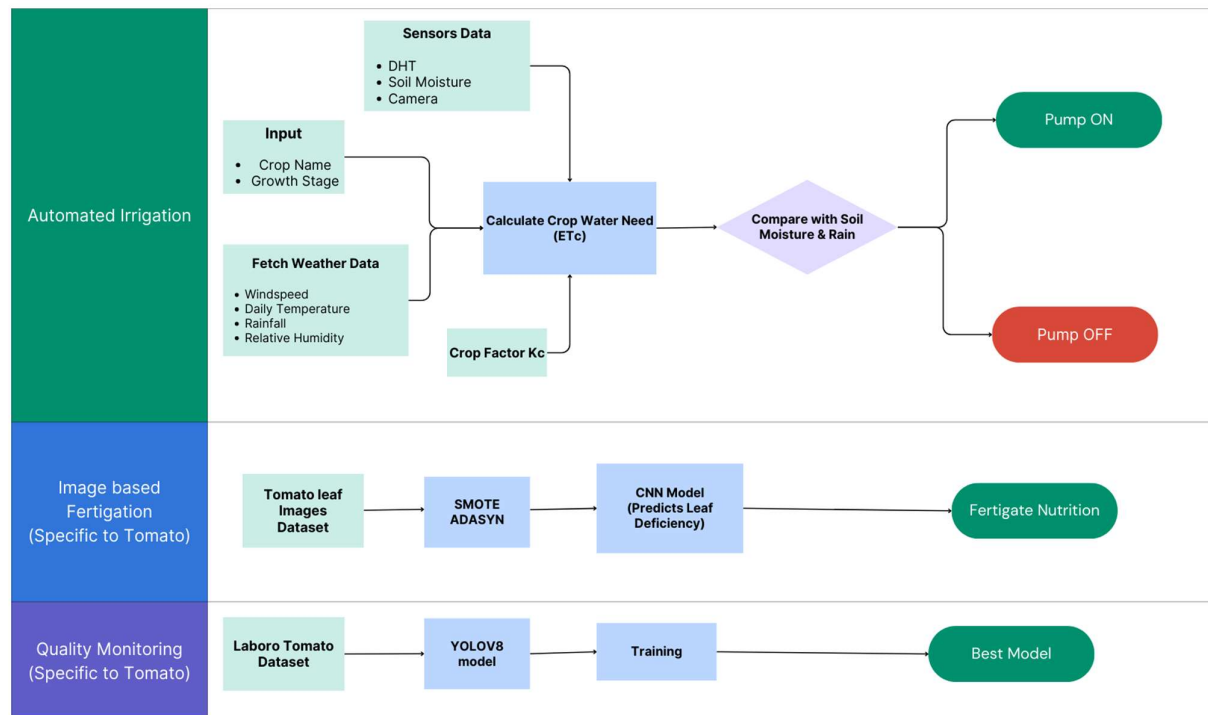 Automated Irrigation
Sensors Data
• DHT
• Soil Moisture
• Camera
Input
• Crop Name
• Growth Stage
Fetch Weather Data
• Windspeed
• Daily Temperature
• Rainfall
• Relative Humidity
Crop Factor Kc
Calculate Crop Water Need
(ETc)
Compare with Soil
Moisture & Rain
Pump ON
Pump OFF
Image based
Fertigation
(Specific to Tomato)
Tomato leaf
Images
Dataset
SMOTE
ADASYN
CNN Model
(Predicts Leaf
Deficiency)
Fertigate Nutrition
Quality Monitoring
(Specific to Tomato)
Laboro Tomato
Dataset
YOLOV8
model
Training
Best Model